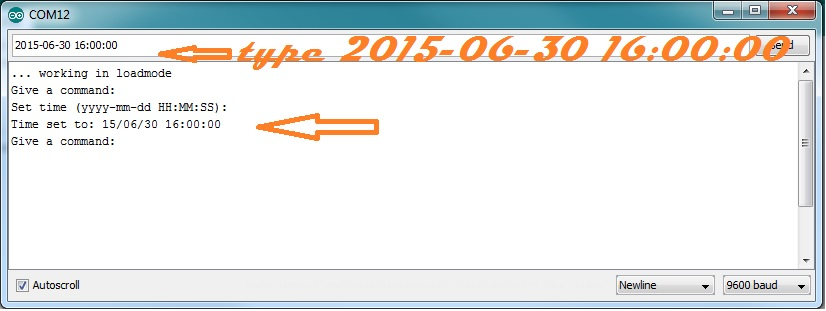 COM12
2015-06-30 16:00:00
type 2015-06-30 16:00:00
Send
... working in loadmode
Give a command:
Set time (yyyy-mm-dd HH:MM:SS):
Time set to: 15/06/30 16:00:00
Give a command:
Autoscroll
Newline
9600 baud